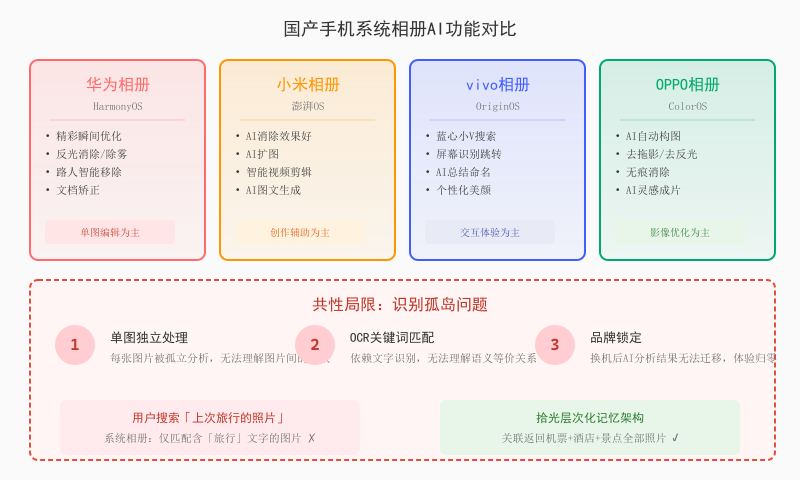 国产手机系统相册AI功能对比
华为相册
HarmonyOS
• 精彩瞬间优化
• 反光消除/除雾
• 路人智能移除
• 文档矫正
单图编辑为主
小米相册
澎湃OS
• AI消除效果好
• AI扩图
• 智能视频剪辑
• AI图文生成
创作辅助为主
vivo相册
OriginOS
• 蓝心小V搜索
• 屏幕识别跳转
• AI总结命名
• 个性化美颜
交互体验为主
OPPO相册
ColorOS
• AI自动构图
• 去拖影/去反光
• 无痕消除
• AI灵感成片
影像优化为主
共性局限: 识别孤岛问题
1
单图独立处理
每张图片被孤立分析, 无法理解图片间的
2
OCR关键词匹配
依赖文字识别, 无法理解语义等价关系
3
品牌锁定
换机后AI分析结果无法迁移, 体验归零
用户搜索「上次旅行的照片」
系统相册: 仅匹配含「旅行」文字的图片 ✗
拾光层次化记忆架构
关联返回机票+酒店+景点全部照片 ✓